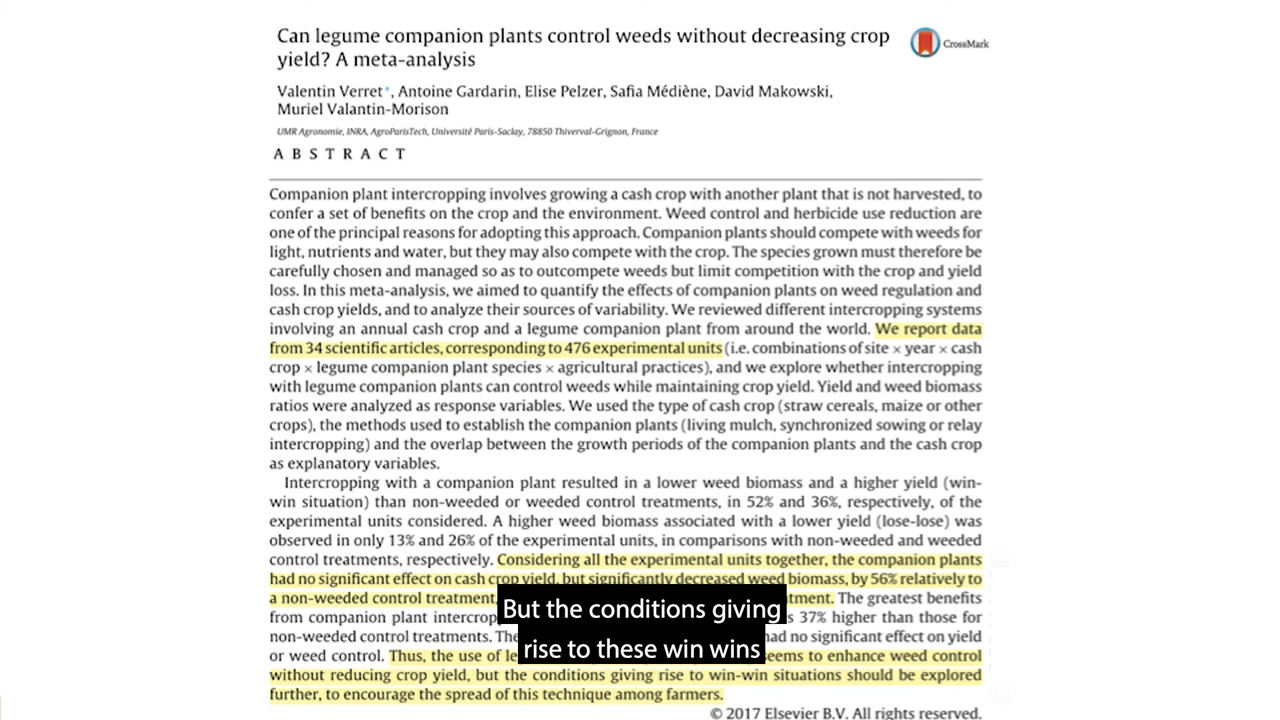 Can legume companion plants control weeds without decreasing crop
yield? A meta-analysis
CrossMark
Valentin Verret*, Antoine Gardarin, Elise Pelzer, Safia Médiène, David Makowski,
Muriel Valantin-Morison
UMR Agronomie, INRA, AgroParisTech, Université Paris-Saclay, 78850 Thiverval-Grignon, France
ABSTRACT
Companion plant intercropping involves growing a cash crop with another plant that is not harvested, to
confer a set of benefits on the crop and the environment. Weed control and herbicide use reduction are
one of the principal reasons for adopting this approach. Companion plants should compete with weeds for
light, nutrients and water, but they may also compete with the crop. The species grown must therefore be
carefully chosen and managed so as to outcompete weeds but limit competition with the crop and yield
loss. In this meta-analysis, we aimed to quantify the effects of companion plants on weed regulation and
cash crop yields, and to analyze their sources of variability. We reviewed different intercropping systems
involving an annual cash crop and a legume companion plant from around the world. We report data
from 34 scientific articles, corresponding to 476 experimental units (i.e. combinations of site × year × cash
crop × legume companion plant species × agricultural practices), and we explore whether intercropping
with legume companion plants can control weeds while maintaining crop yield. Yield and weed biomass
ratios were analyzed as response variables. We used the type of cash crop (straw cereals, maize or other
crops), the methods used to establish the companion plants (living mulch, synchronized sowing or relay
intercropping) and the overlap between the growth periods of the companion plants and the cash crop
as explanatory variables.
Intercropping with a companion plant resulted in a lower weed biomass and a higher yield (win-
win situation) than non-weeded or weeded control treatments, in 52% and 36%, respectively, of the
experimental units considered. A higher weed biomass associated with a lower yield (lose-lose) was
observed in only 13% and 26% of the experimental units, in comparisons with non-weeded and weeded
control treatments, respectively. Considering all the experimental units together, the companion plants
had no significant effect on cash crop yield, but significantly decreased weed biomass, by 56% relatively to
a non-weeded control treatment, The greatest benefits
from companion plant 37% higher than those for
non-weeded control treatments. had no significant effect on yield
or weed control. Thus, the use of seems to enhance weed control
without reducing crop yield, but the conditions giving rise to win-win situations should be explored
further, to encourage the spread of this technique among farmers.
© 2017 Elsevier B.V. All rights reserved.
But the conditions giving
rise to these win wins